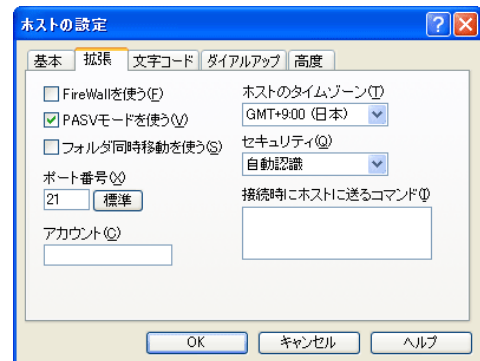 ホストの設定
基本 拡張 文字コード ダイアルアップ 高度
FireWallを使う(F)
PASVモードを使う(V)
フォルダ同時移動を使う(S)
ポート番号(X)
21 標準
アカウント(C)
ホストのタイムゾーン(T)
GMT+9:00 (日本)
セキュリティ(Q)
自動認識
接続時にホストに送るコマンド(I)
OK キャンセル ヘルプ